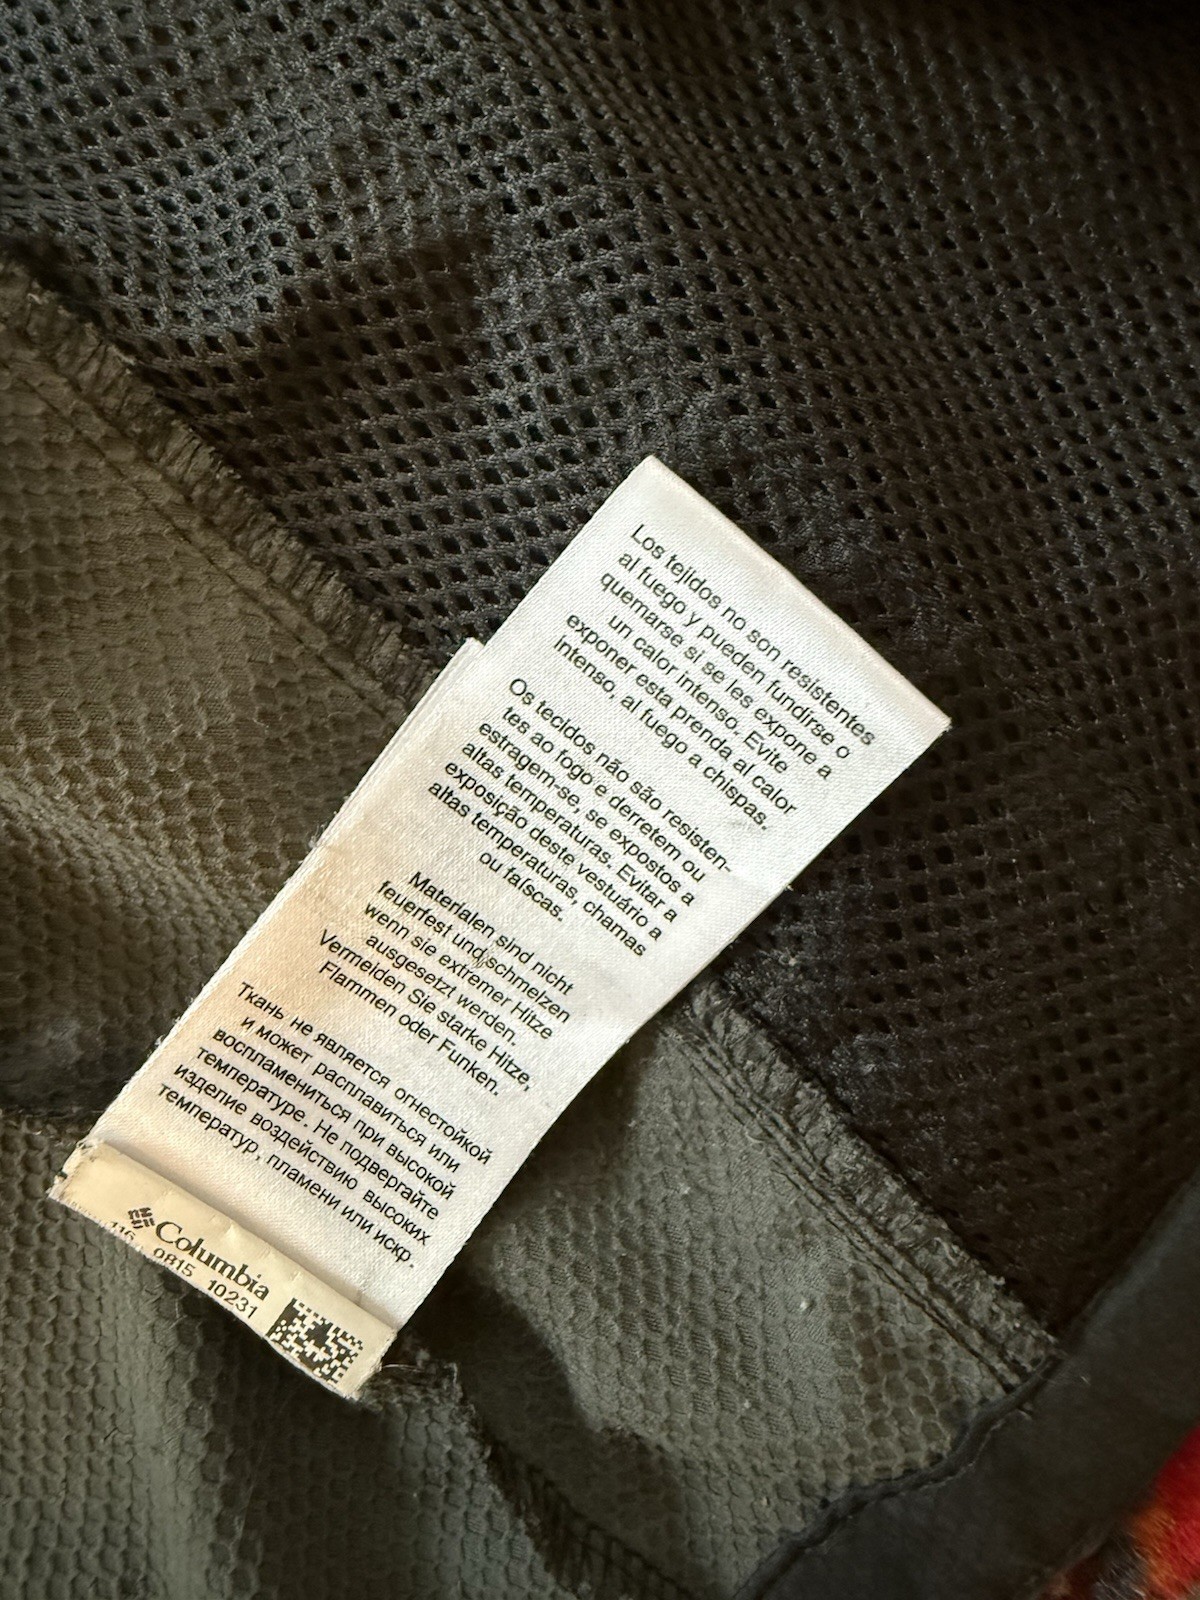 Los tejidos no son resistentes
al fuego y pueden fundirse o
quemarse si se les expone a
un calor intenso. Evite
exponer esta prenda al calor
intenso, al fuego a chispas.
Os tecidos não são resisten-
tes ao fogo e derretem ou
estragem-se, se expostos a
altas temperaturas. Evitar a
exposição deste vestuário a
altas temperaturas, chamas
ou faíscas.
Materialen sind nicht
feuerfest und schmelzen
wenn sie extremer Hitze
ausgesetzt werden.
Vermeiden Sie starke Hitze,
Flammen oder Funken.
Ткань не является огнестойкой
и может расплавиться или
воспламениться при высокой
температуре. Не подвергайте
изделие воздействию высоких
температур, пламени или искр.
Columbia
0815 10231